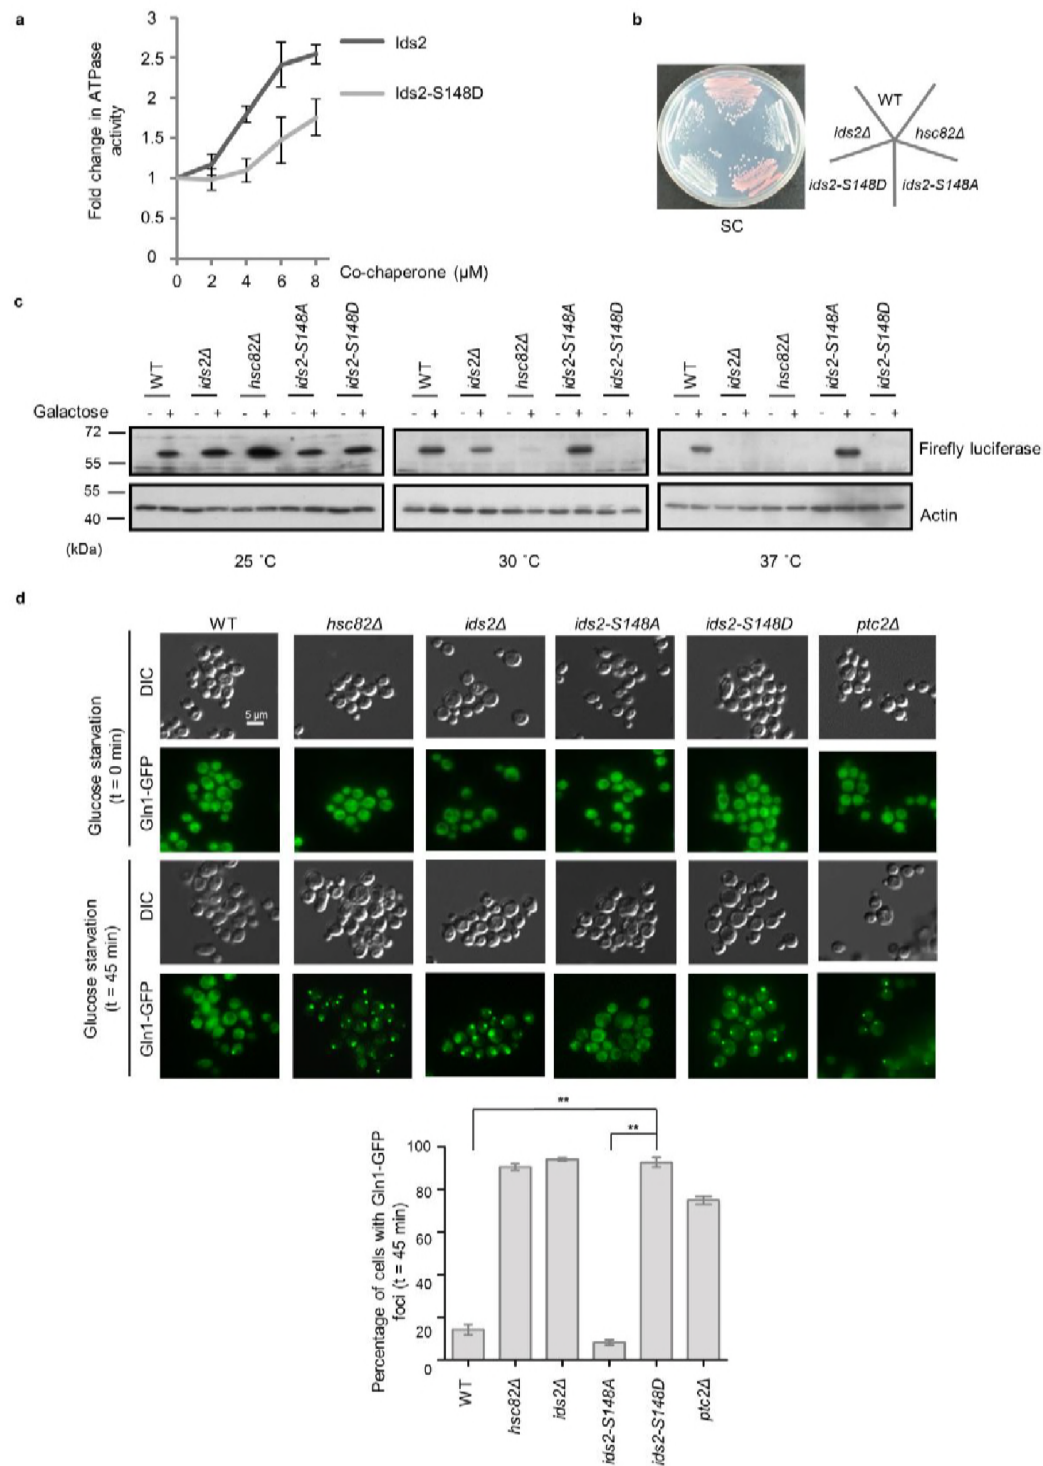 a
3
2.5
2
1.5
1
0.5
0
Fold change in ATPase
activity
0 2 4 6 8
Co-chaperone (µM)
Ids2
Ids2-S148D
b
WT
ids2Δ
hsc82Δ
ids2-S148D
ids2-S148A
SC
c
WT ids2Δ hsc82Δ ids2-S148A ids2-S148D WT ids2Δ hsc82Δ ids2-S148A ids2-S148D WT ids2Δ hsc82Δ ids2-S148A ids2-S148D
Galactose - + - + - + - + - + - + - + - + - + - + - + - + - + - + - +
72
55
Firefly luciferase
55
40
Actin
(kDa)
25 ˚C 30 ˚C 37 ˚C
d
WT hsc82Δ ids2Δ ids2-S148A ids2-S148D ptc2Δ
Glucose starvation
(t = 0 min)
DIC
5 µm
Gln1-GFP
Glucose starvation
(t = 45 min)
DIC
Gln1-GFP
**
**
Percentage of cells with Gln1-GFP
foci (t = 45 min)
100
80
60
40
20
0
WT hsc82Δ ids2Δ ids2-S148A ids2-S148D ptc2Δ